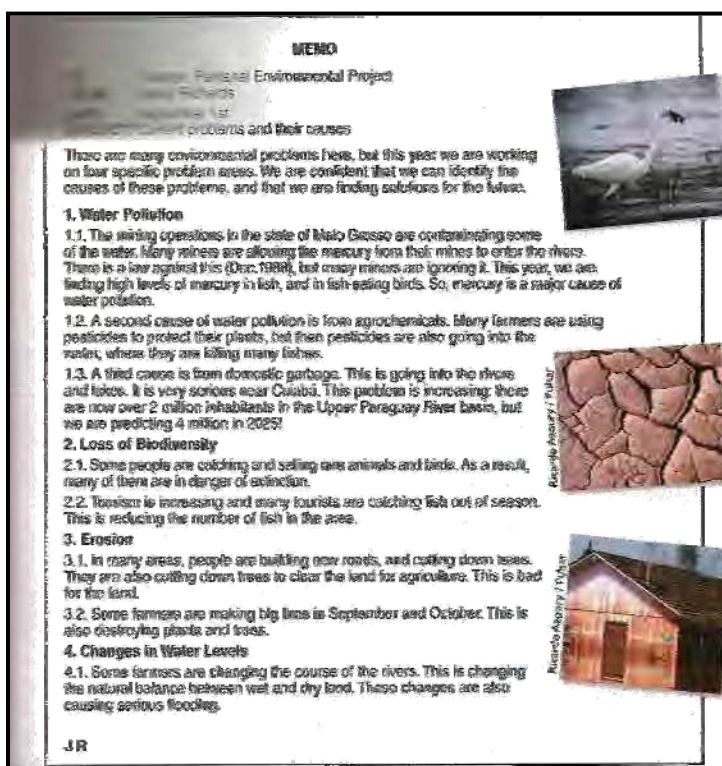 MEMO
Environmental Project
Richards
1st
problems and their causes
There are many environmental problems here, but this year we are working
on four specific problem areas. We are confident that we can identify the
causes of these problems, and that we are finding solutions for the future.
1. Water Pollution
1.1. The mining operations in the state of Mato Grosso are contaminating some
of the water. Many miners are allowing the mercury from their mines to enter the rivers.
There is a law against this (Dec. 1989), but many miners are ignoring it. This year, we are
finding high levels of mercury in fish, and in fish-eating birds. So, mercury is a major cause of
water pollution.
1.2. A second cause of water pollution is from agrochemicals. Many farmers are using
pesticides to protect their plants, but then pesticides are also going into the
water, where they are killing many fishes.
1.3. A third cause is from domestic garbage. This is going into the rivers
and lakes. It is very serious near Cuiabá. This problem is increasing: there
are now over 2 million inhabitants in the Upper Paraguay River basin, but
we are predicting 4 million in 2025!
2. Loss of Biodiversity
2.1. Some people are catching and selling rare animals and birds. As a result,
many of them are in danger of extinction.
2.2. Tourism is increasing and many tourists are catching fish out of season.
This is reducing the number of fish in the area.
3. Erosion
3.1. In many areas, people are building new roads, and cutting down trees.
They are also cutting down trees to clear the land for agriculture. This is bad
for the land.
3.2. Some farmers are making big fires in September and October. This is
also destroying plants and trees.
4. Changes in Water Levels
4.1. Some farmers are changing the course of the rivers. This is changing
the natural balance between wet and dry land. These changes are also
causing serious flooding.
JR
Ricardo Azoury / Pulsar
Ricardo Azoury / Pulsar